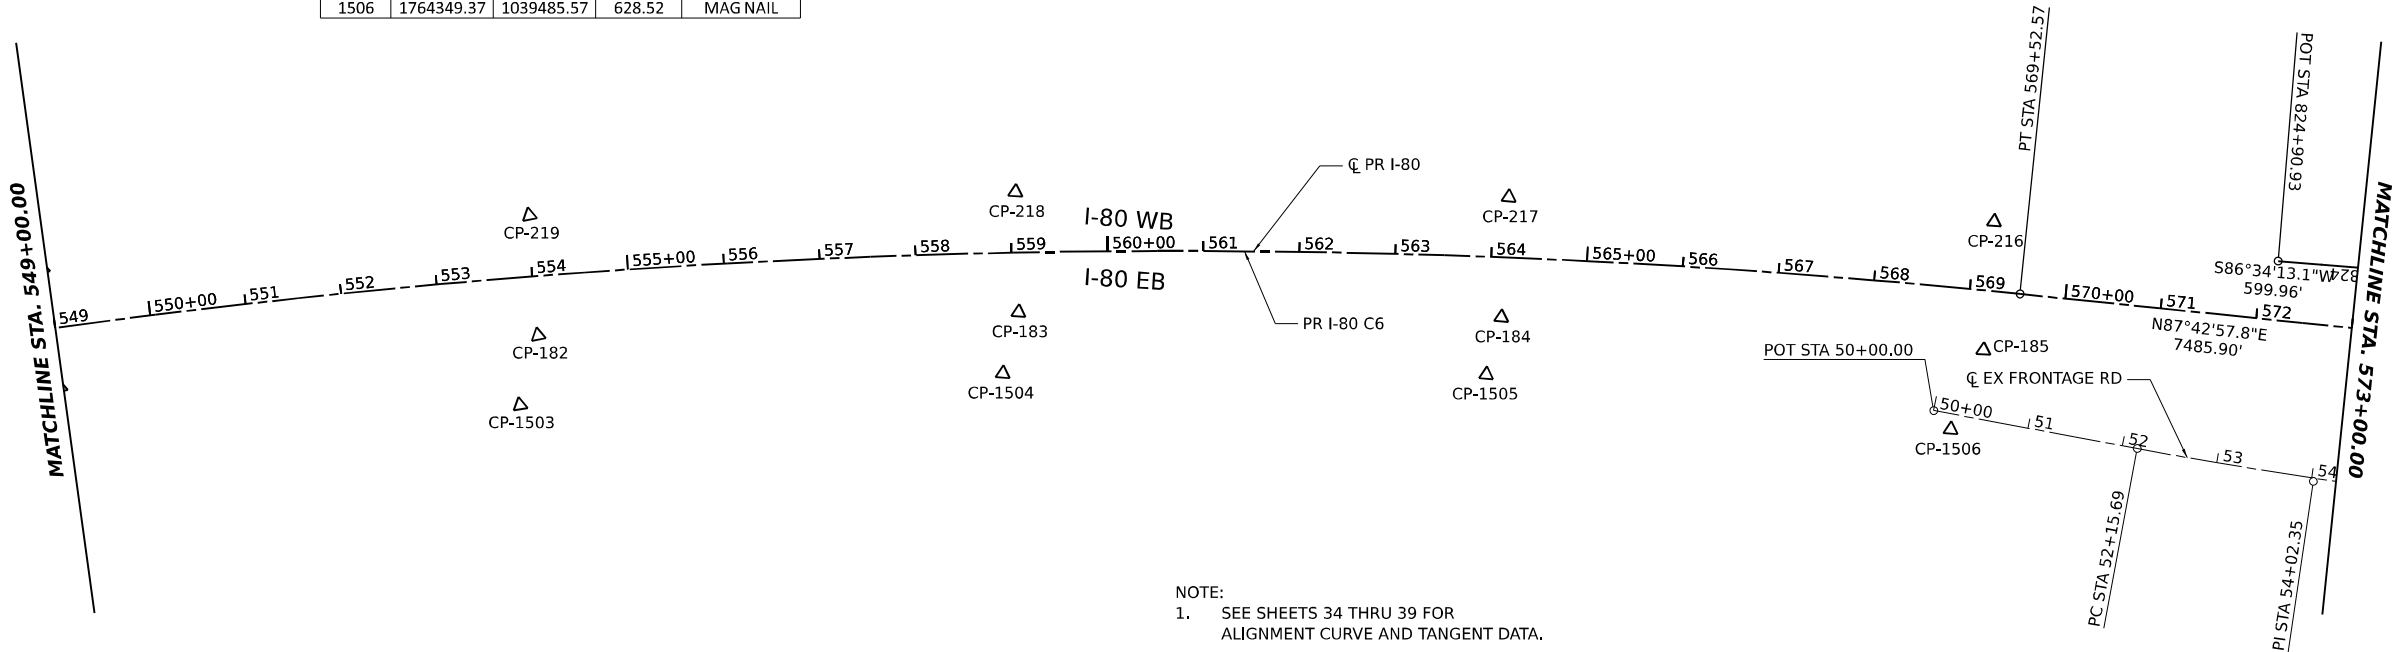 1506 1764349.37 1039485.57 628.52 MAG NAIL
MATCHLINE STA. 549+00.00
549
550+00
551
552
553
554
555+00
556
557
558
559
560+00
561
562
563
564
565+00
566
567
568
569
570+00
571
572
CP-219
CP-218
CP-217
CP-216
I-80 WB
I-80 EB
℄ PR I-80
PR I-80 C6
CP-182
CP-183
CP-184
CP-185
CP-1503
CP-1504
CP-1505
CP-1506
PT STA 569+52.57
POT STA 824+90.93
S86°34'13.1"W
599.96'
824
N87°42'57.8"E
7485.90'
POT STA 50+00.00
℄ EX FRONTAGE RD
50+00
51
52
53
54
PC STA 52+15.69
PI STA 54+02.35
MATCHLINE STA. 573+00.00
NOTE:
1. SEE SHEETS 34 THRU 39 FOR
ALIGNMENT CURVE AND TANGENT DATA.